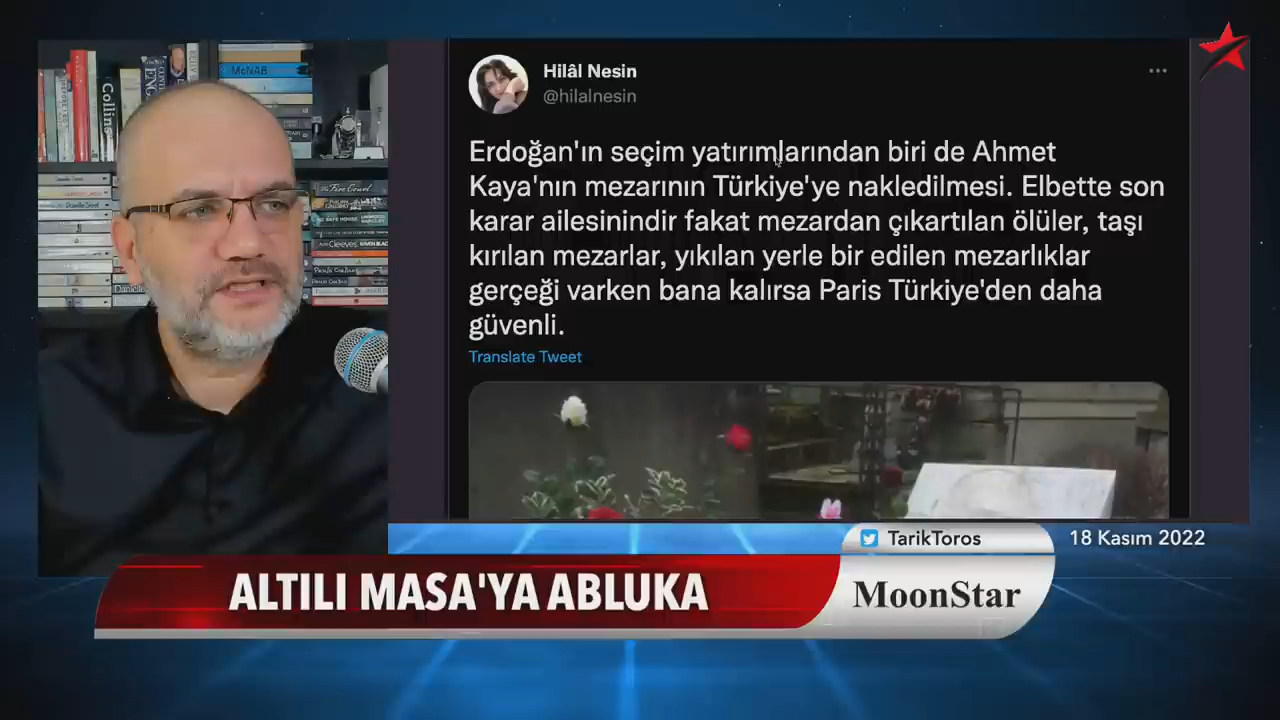 Hilâl Nesin
@hilalnesin
Erdoğan'ın seçim yatırımlarından biri de Ahmet
Kaya'nın mezarının Türkiye'ye nakledilmesi. Elbette son
karar ailesinindir fakat mezardan çıkartılan ölüler, taşı
kırılan mezarlar, yıkılan yerle bir edilen mezarlıklar
gerçeği varken bana kalırsa Paris Türkiye'den daha
güvenli.
Translate Tweet
TarikToros
18 Kasım 2022
ALTILI MASA'YA ABLUKA
MoonStar
McNAB
Collins